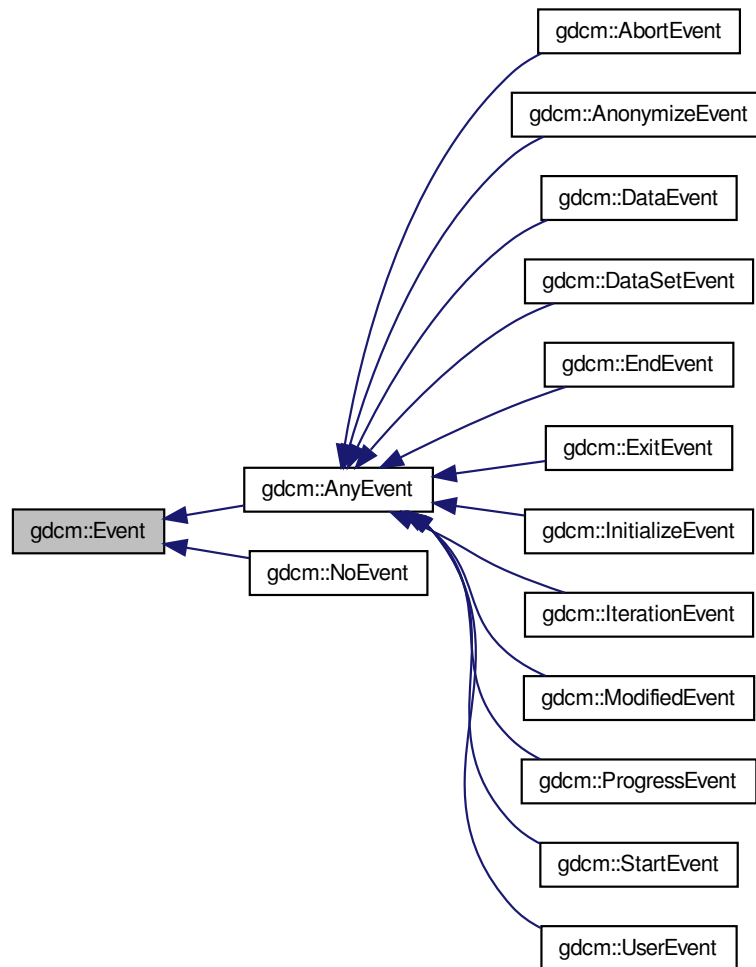 gdcm::AbortEvent
gdcm::AnonymizeEvent
gdcm::DataEvent
gdcm::DataSetEvent
gdcm::EndEvent
gdcm::ExitEvent
gdcm::AnyEvent
gdcm::Event
gdcm::InitializeEvent
gdcm::NoEvent
gdcm::IterationEvent
gdcm::ModifiedEvent
gdcm::ProgressEvent
gdcm::StartEvent
gdcm::UserEvent